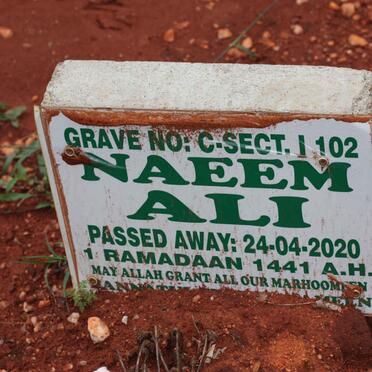 GRAVE NO: C-SECT. I 102
NAEEM
ALI
PASSED AWAY: 24-04-2020
1 RAMADAAN 1441 A.H.
MAY ALLAH GRANT ALL OUR MARHOOMEEN